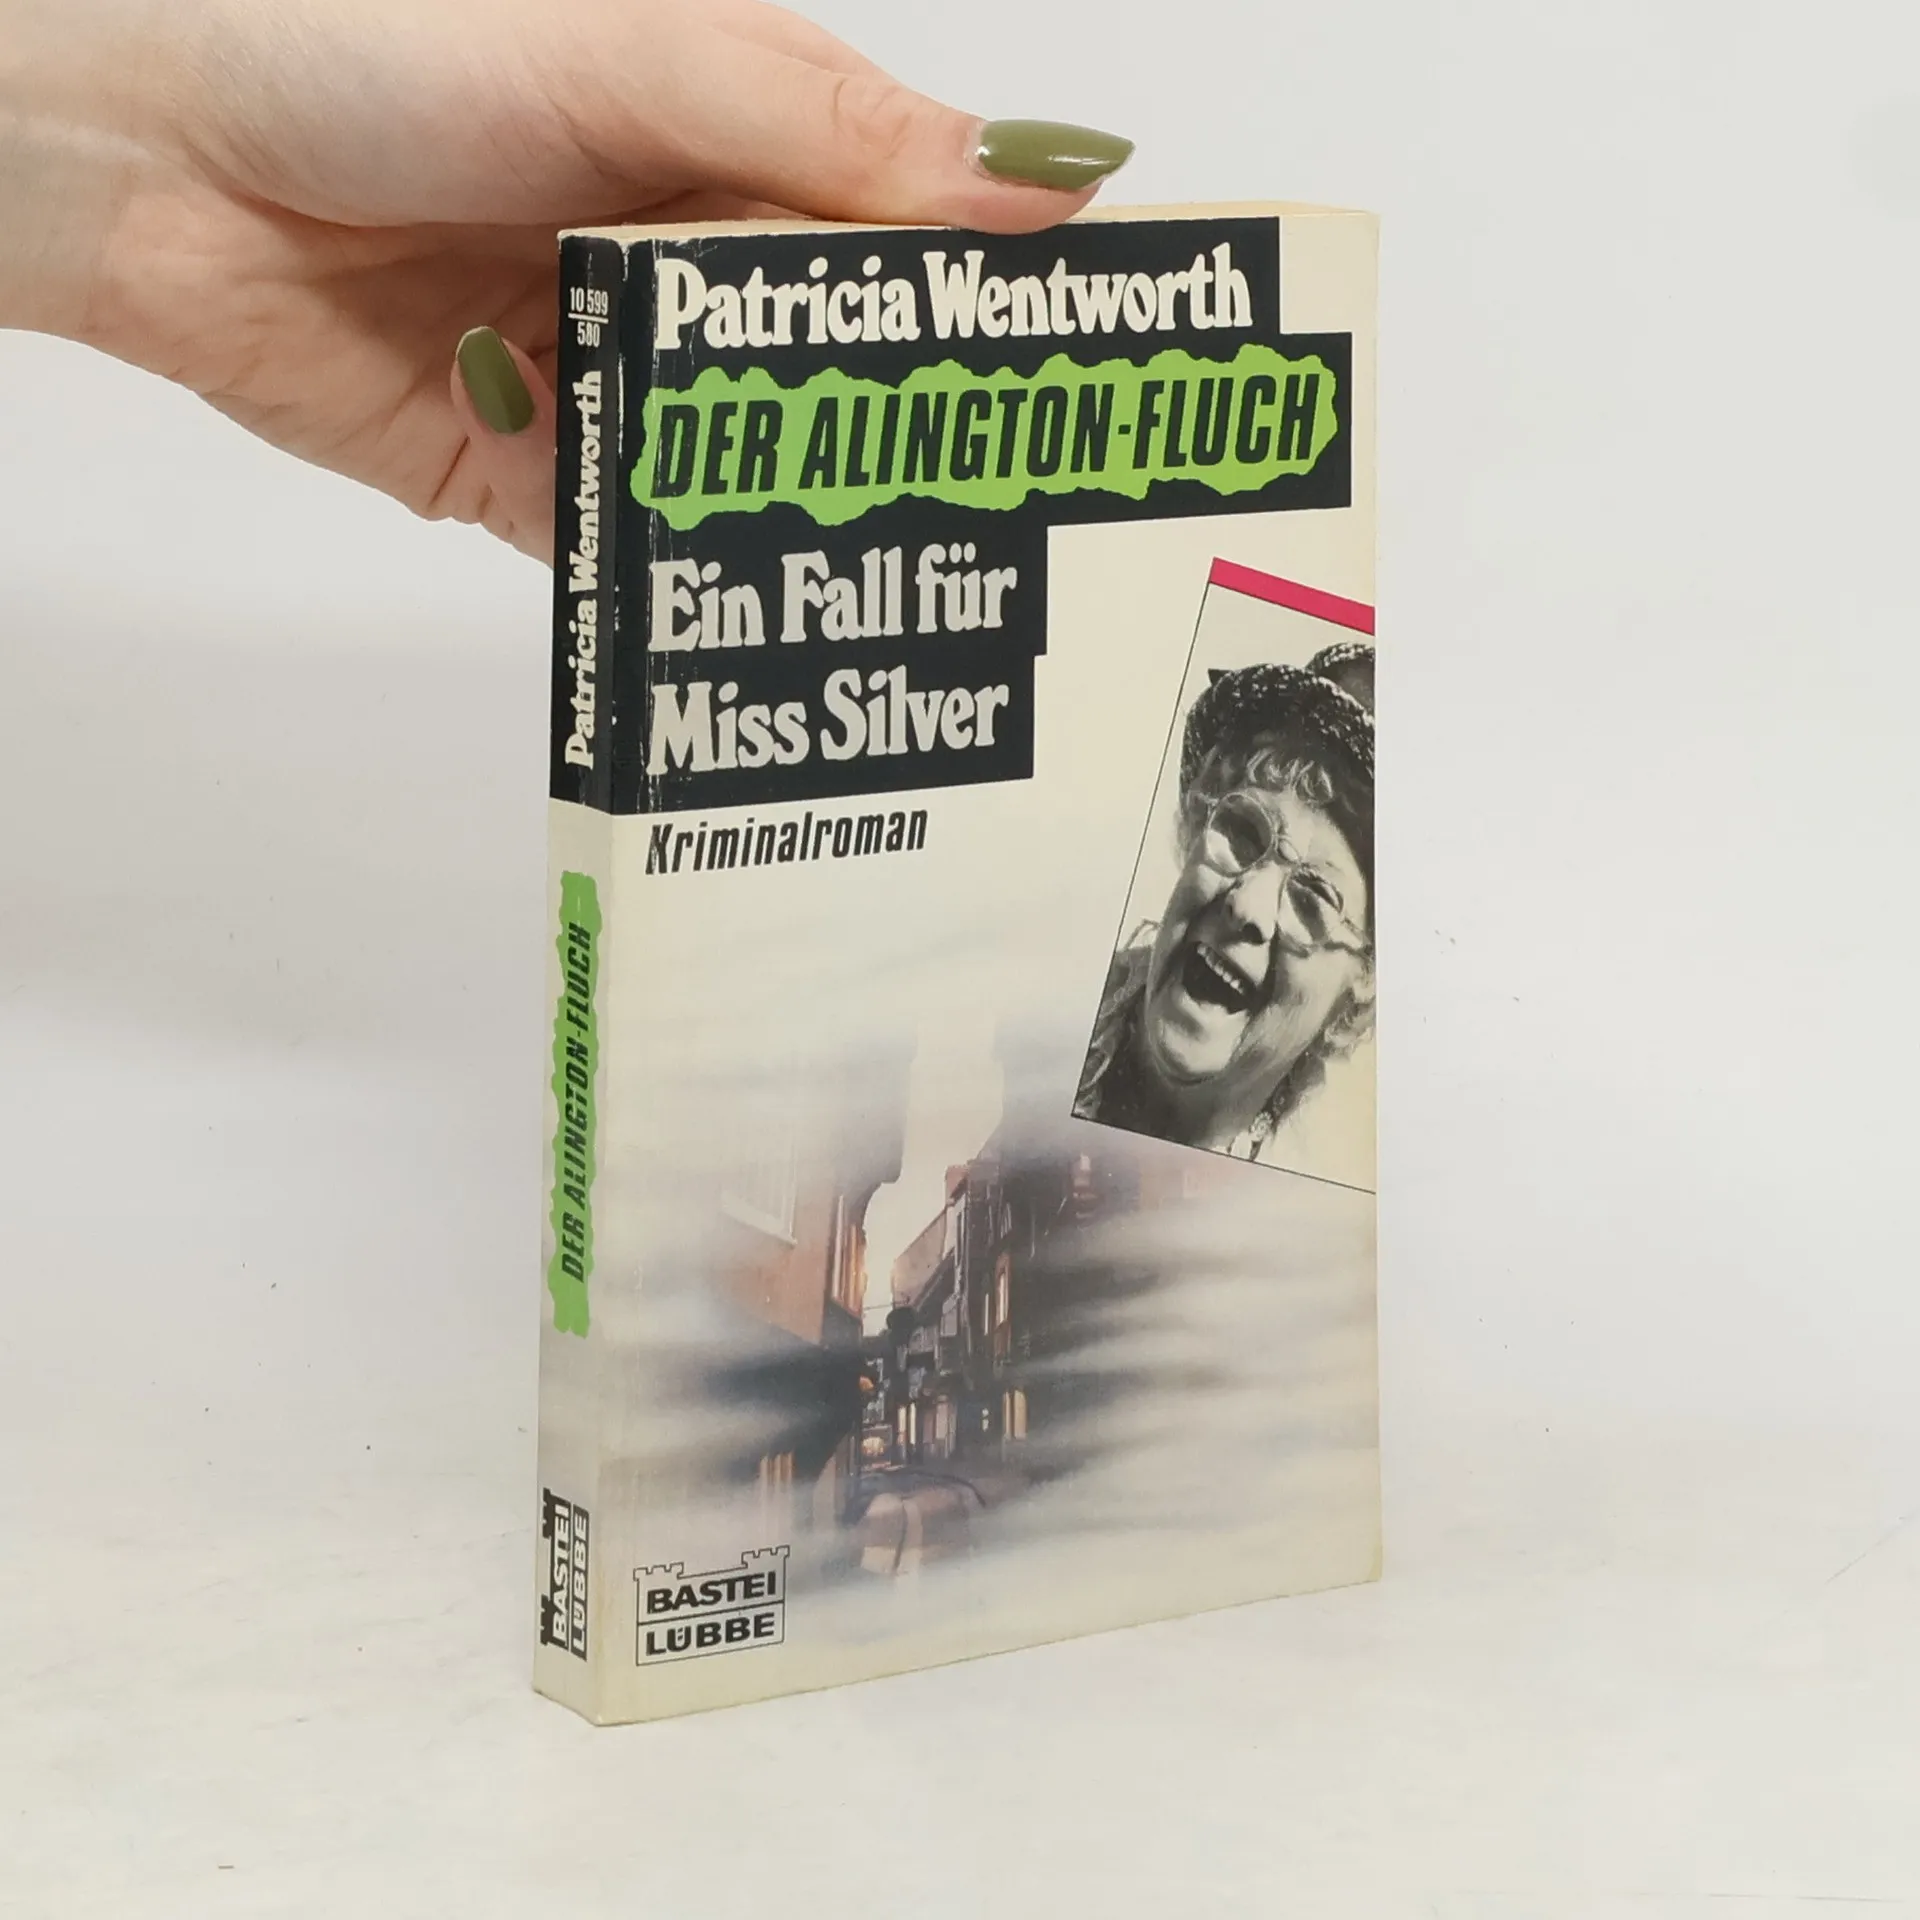 Patricia Wentworth
DER ALINGTON-FLUCH
Ein Fall für
Miss Silver
Kriminalroman
BASTEI
LÜBBE
10 599
580
Patricia Wentworth
DER ALINGTON-FLUCH
BASTEI
LÜBBE